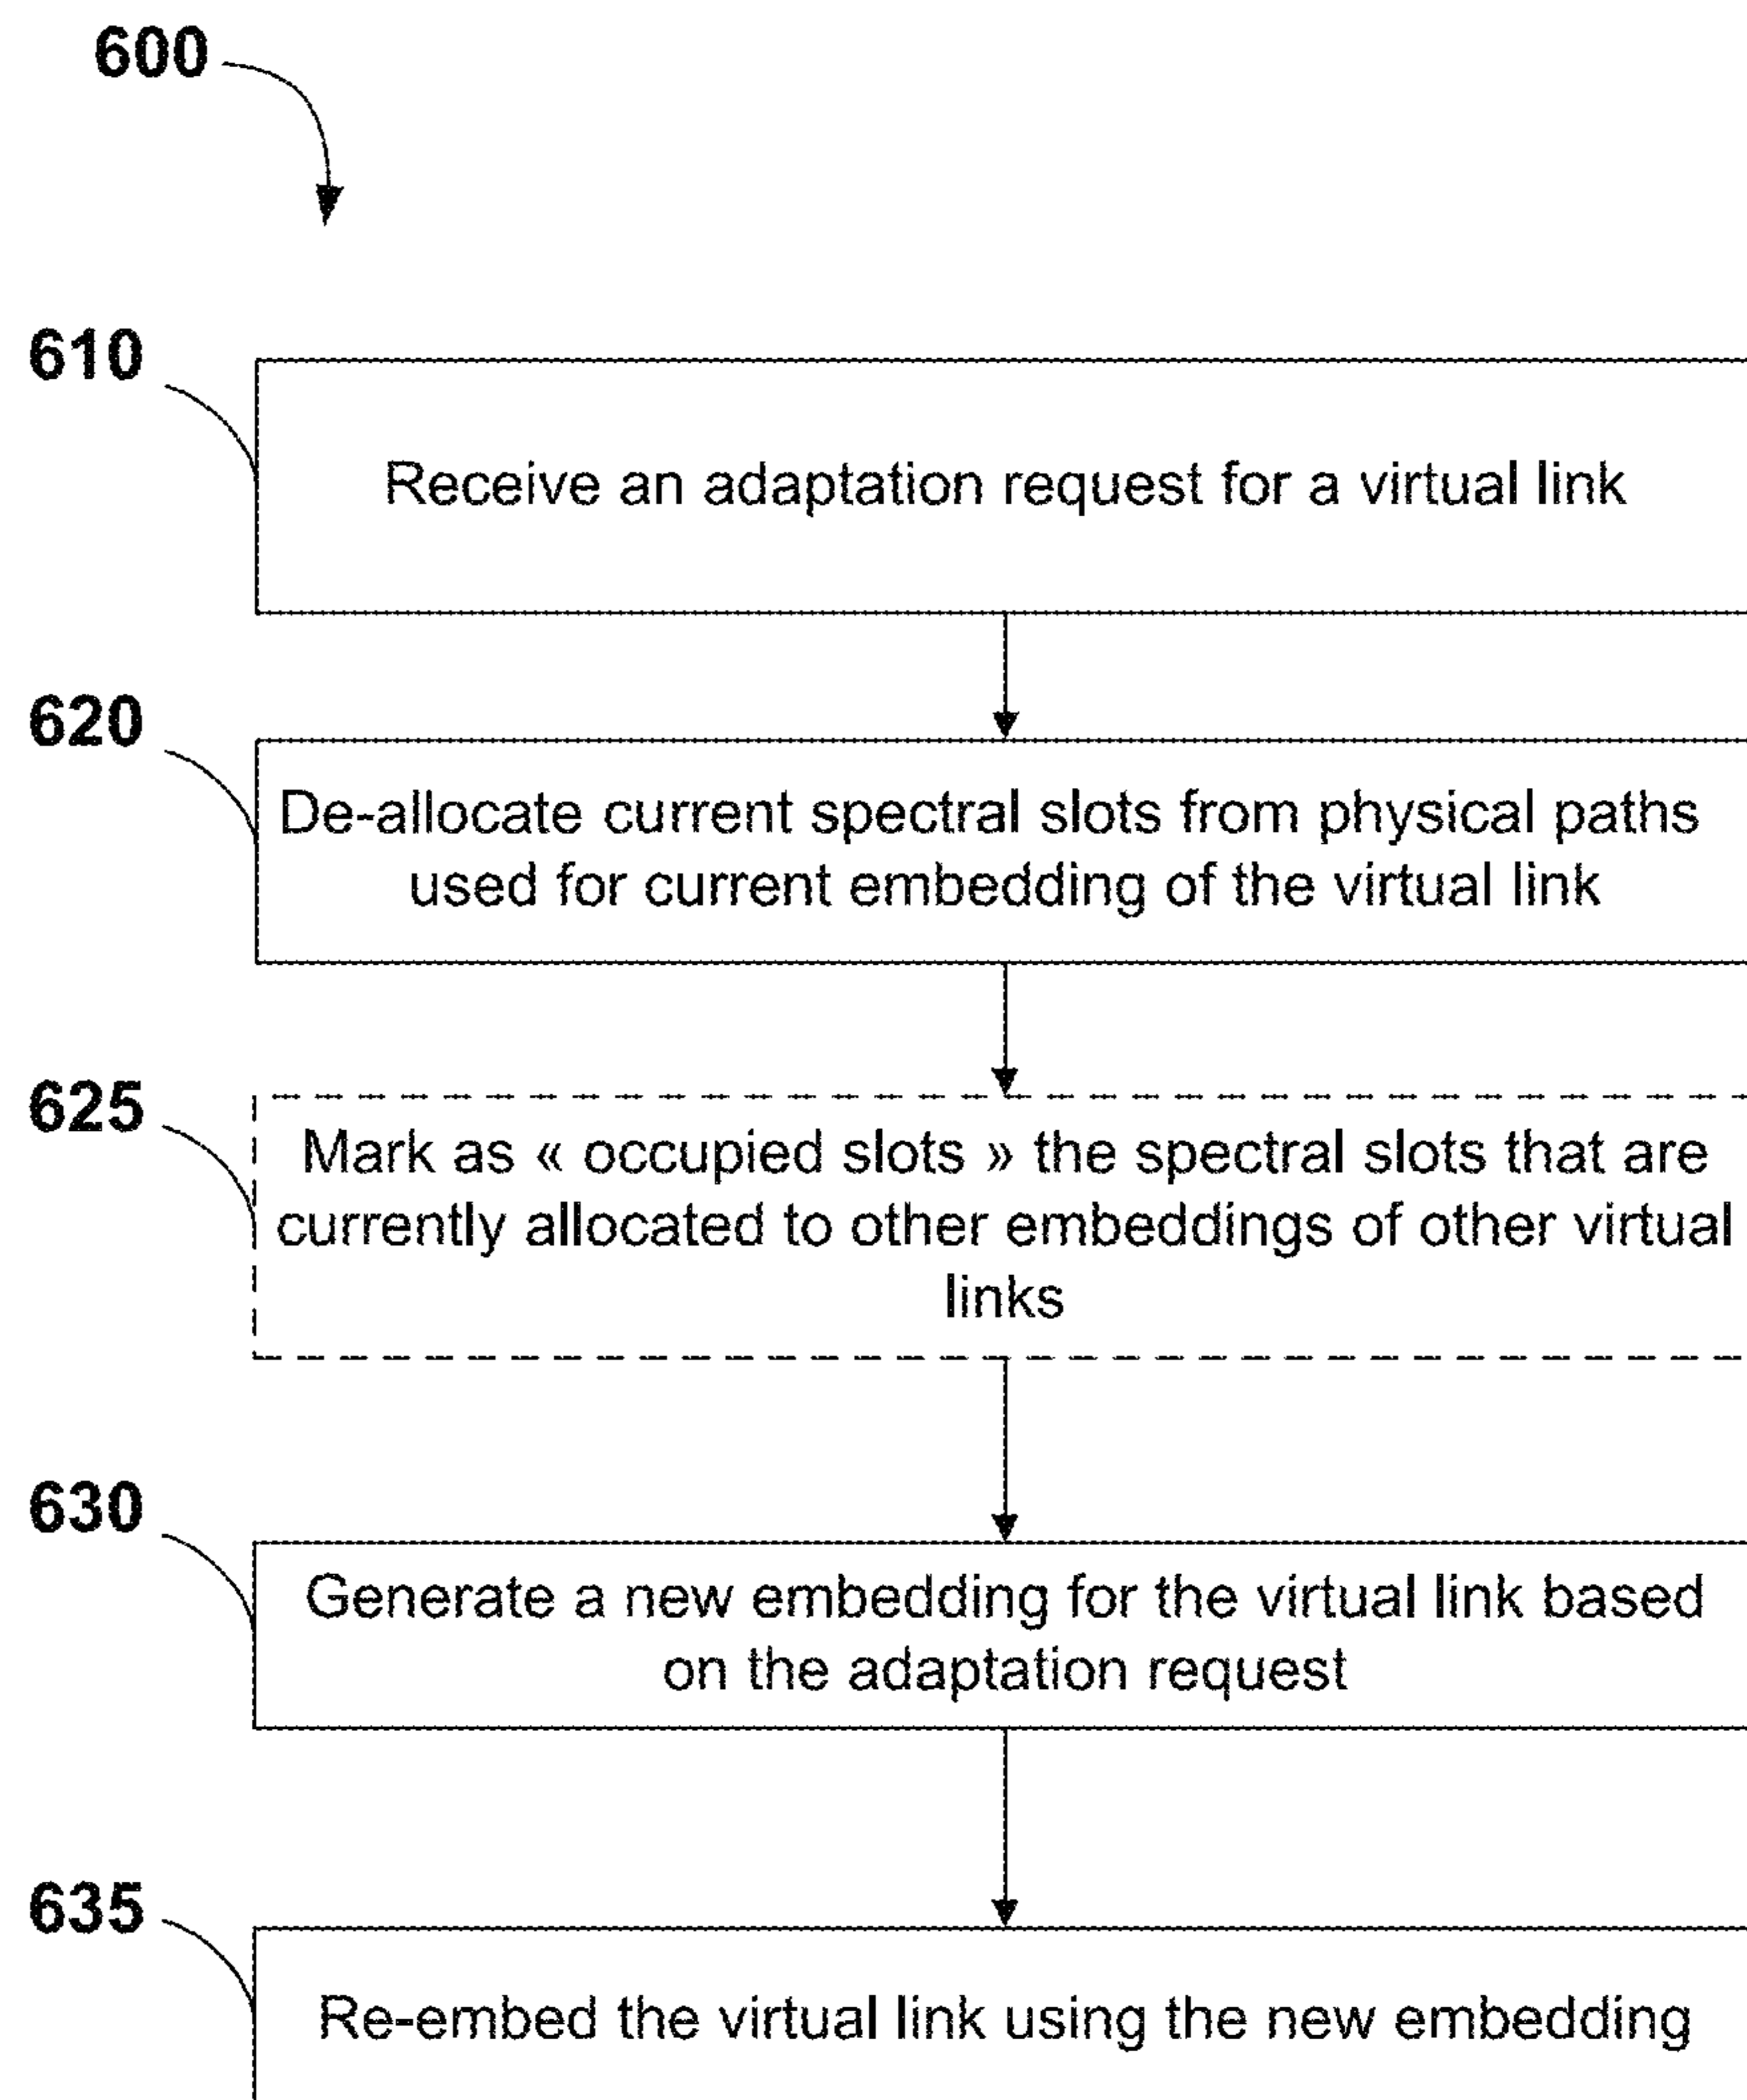 600
610
Receive an adaptation request for a virtual link
620
De-allocate current spectral slots from physical paths
used for current embedding of the virtual link
625
Mark as « occupied slots » the spectral slots that are
currently allocated to other embeddings of other virtual
links
630
Generate a new embedding for the virtual link based
on the adaptation request
635
Re-embed the virtual link using the new embedding